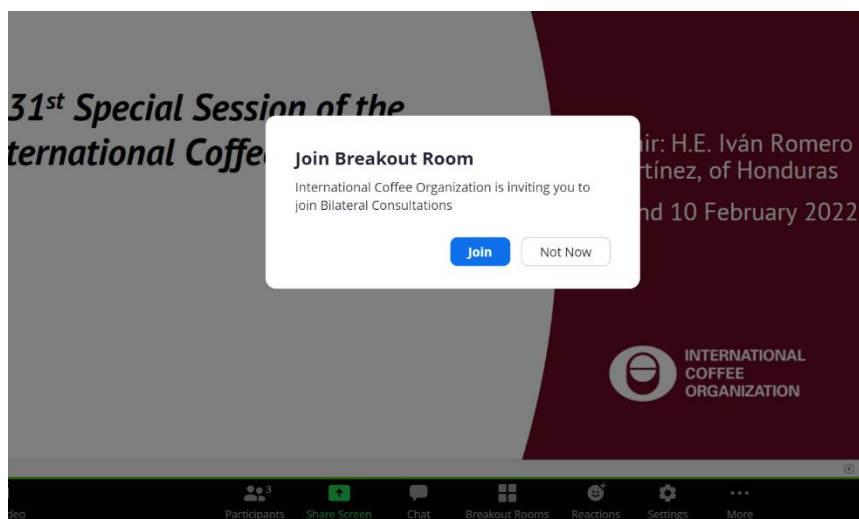 31st Special Session of the
ternational Coffe
ir: H.E. Iván Romero
rtínez, of Honduras
nd 10 February 2022
Join Breakout Room
International Coffee Organization is inviting you to
join Bilateral Consultations
Join
Not Now
INTERNATIONAL
COFFEE
ORGANIZATION
deo
3
Participants
Share Screen
Chat
Breakout Rooms
Reactions
Settings
More